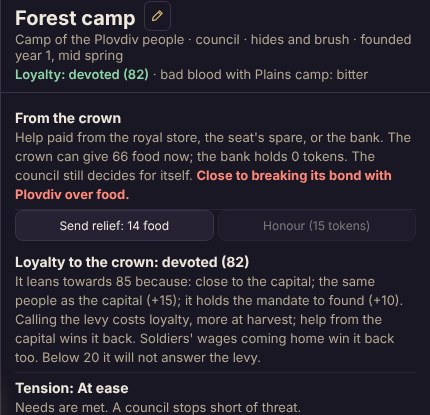 Forest camp
Camp of the Plovdiv people · council · hides and brush · founded
year 1, mid spring
Loyalty: devoted (82) · bad blood with Plains camp: bitter
From the crown
Help paid from the royal store, the seat's spare, or the bank. The
crown can give 66 food now; the bank holds 0 tokens. The
council still decides for itself. Close to breaking its bond with
Plovdiv over food.
Send relief: 14 food
Honour (15 tokens)
Loyalty to the crown: devoted (82)
It leans towards 85 because: close to the capital; the same
people as the capital (+15); it holds the mandate to found (+10).
Calling the levy costs loyalty, more at harvest; help from the
capital wins it back. Soldiers' wages coming home win it back
too. Below 20 it will not answer the levy.
Tension: At ease
Needs are met. A council stops short of threat.